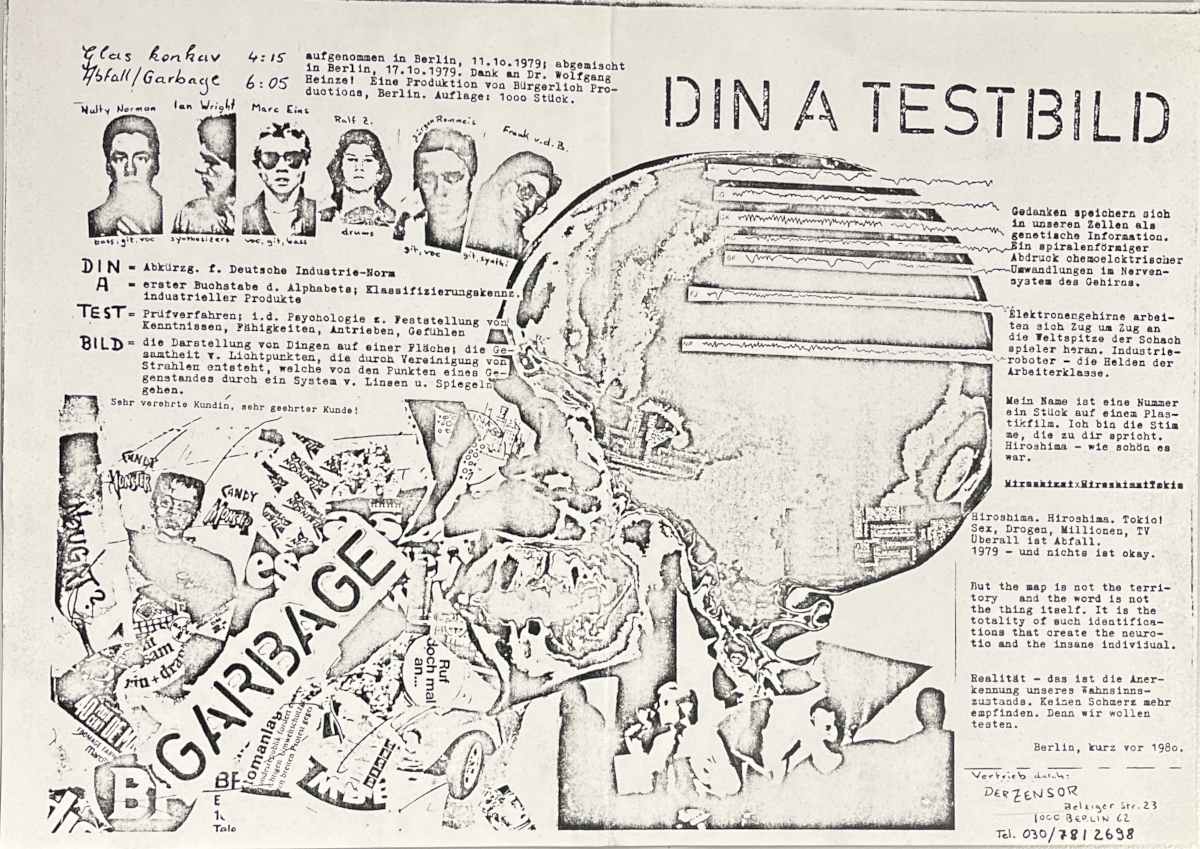 Glas konkav 4:15
Abfall/Garbage 6:05
aufgenommen in Berlin, 11.10.1979; abgemischt
in Berlin, 17.10.1979. Dank an Dr. Wolfgang
Heinze! Eine Produktion von Bürgerlich Pro-
ductions, Berlin. Auflage: 1000 Stück.
DIN A TESTBILD
Nulty Norman
Ian Wright
Marc Eins
Ralf Z.
Jürgen Rommeis
Frank v.d.B.
bass, git, voc
synthesizers
voc, git, bass
drums
git, voc
git, synth.
DIN = Abkürzg. f. Deutsche Industrie-Norm
A = erster Buchstabe d. Alphabets; Klassifizierungskennz.
industrieller Produkte
TEST = Prüfverfahren; i.d. Psychologie z. Feststellung von
Kenntnissen, Fähigkeiten, Antrieben, Gefühlen
BILD = die Darstellung von Dingen auf einer Fläche; die Ge-
samtheit v. Lichtpunkten, die durch Vereinigung von
Strahlen entsteht, welche von den Punkten eines Ge-
genstandes durch ein System v. Linsen u. Spiegeln
gehen.
Sehr verehrte Kundin, sehr geehrter Kunde!
CANDY
MONSTER
CANDY
MONSTER
GARBAGE
Ruf
doch mal
an...
Gedanken speichern sich
in unseren Zellen als
genetische Information.
Ein spiralenförmiger
Abdruck chemoelektrischer
Umwandlungen im Nerven-
system des Gehirns.
Elektronengehirne arbei-
ten sich Zug um Zug an
die Weltspitze der Schach
spieler heran. Industrie-
roboter - die Helden der
Arbeiterklasse.
Mein Name ist eine Nummer
ein Stück auf einem Plas-
tikfilm. Ich bin die Stim
me, die zu dir spricht.
Hiroshima - wie schön es
war.
Hiroshima. Hiroshima. Tokio!
Sex, Drogen, Millionen, TV
Überall ist Abfall.
1979 - und nichts ist okay.
But the map is not the terri-
tory and the word is not
the thing itself. It is the
totality of such identifica-
tions that create the neuro-
tic and the insane individual.
Realität - das ist die Aner-
kennung unseres Wahnsinns-
zustands. Keinen Schmerz mehr
empfinden. Denn wir wollen
testen.
Berlin, kurz vor 1980.
Vertrieb durch:
DER ZENSOR
Belziger Str. 23
1000 BERLIN 62
Tel. 030/781 2698